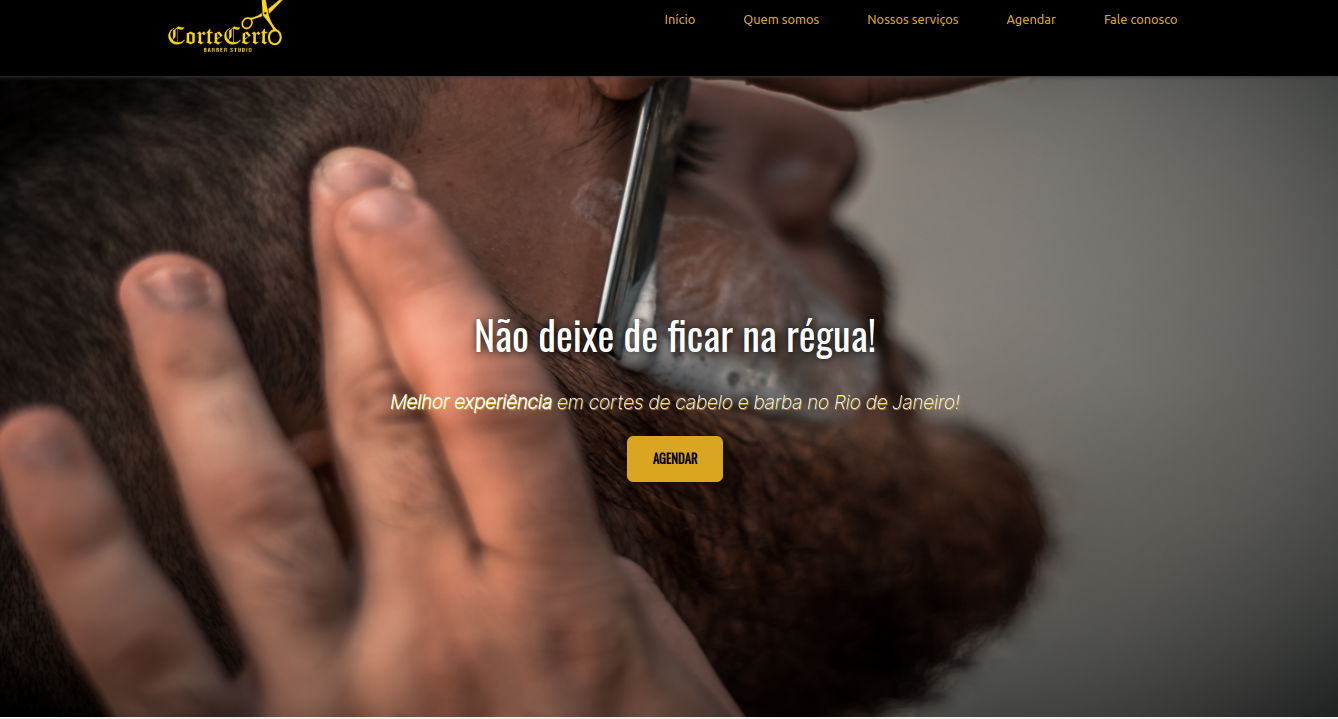 CorteCerto
BARBER STUDIO
Início Quem somos Nossos serviços Agendar Fale conosco
Não deixe de ficar na régua!
Melhor experiência em cortes de cabelo e barba no Rio de Janeiro!
AGENDAR